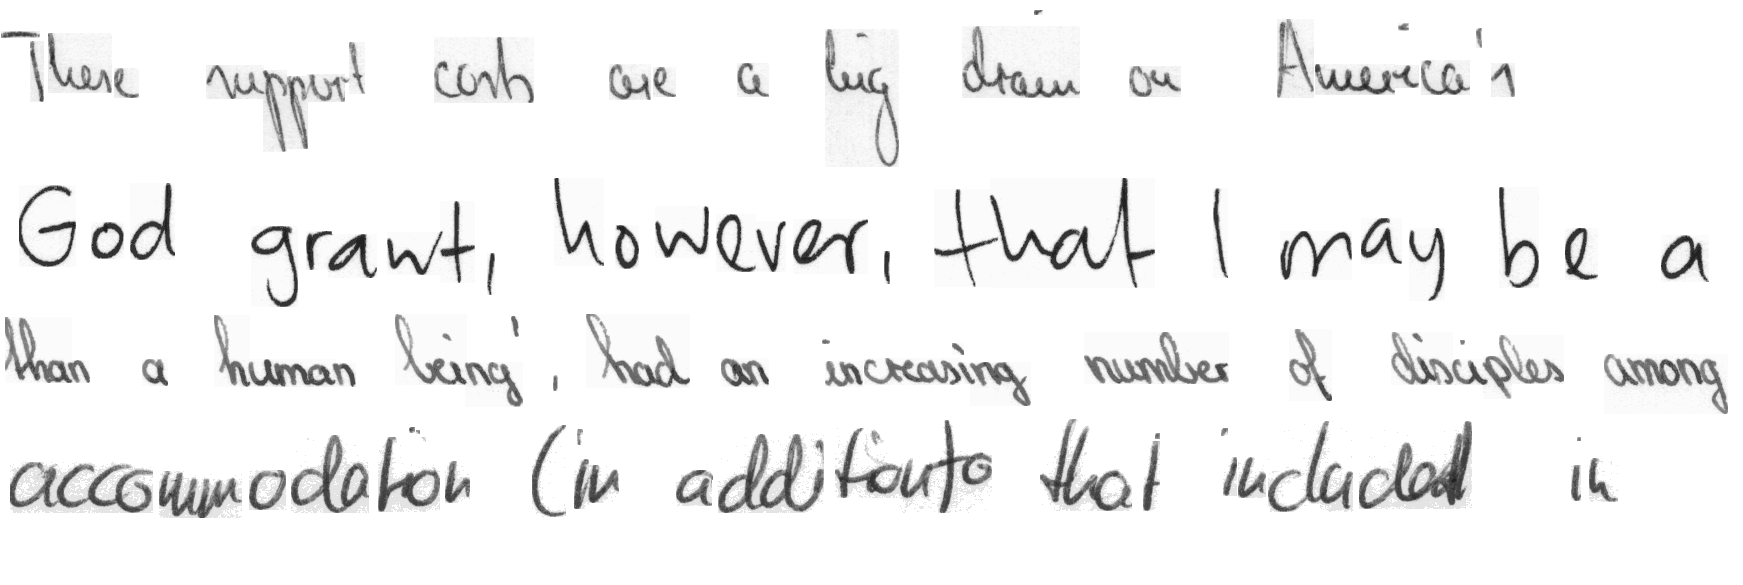 These support costs are a big drain on America's
God grant, however, that I may be a
than a human being', had an increasing number of disciples among
accommodation (in addition to that included in